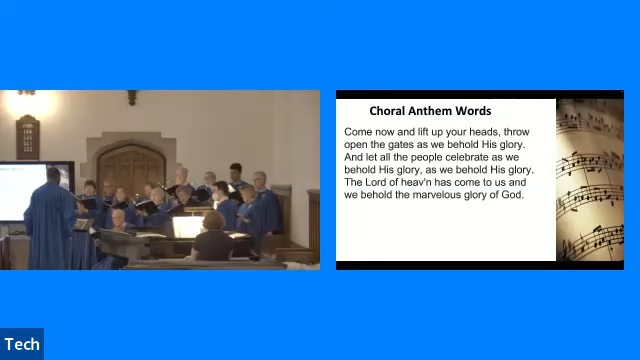 Choral Anthem Words
Come now and lift up your heads, throw
open the gates as we behold His glory.
And let all the people celebrate as we
behold His glory, as we behold His glory.
The Lord of heav'n has come to us and
we behold the marvelous glory of God.
Tech